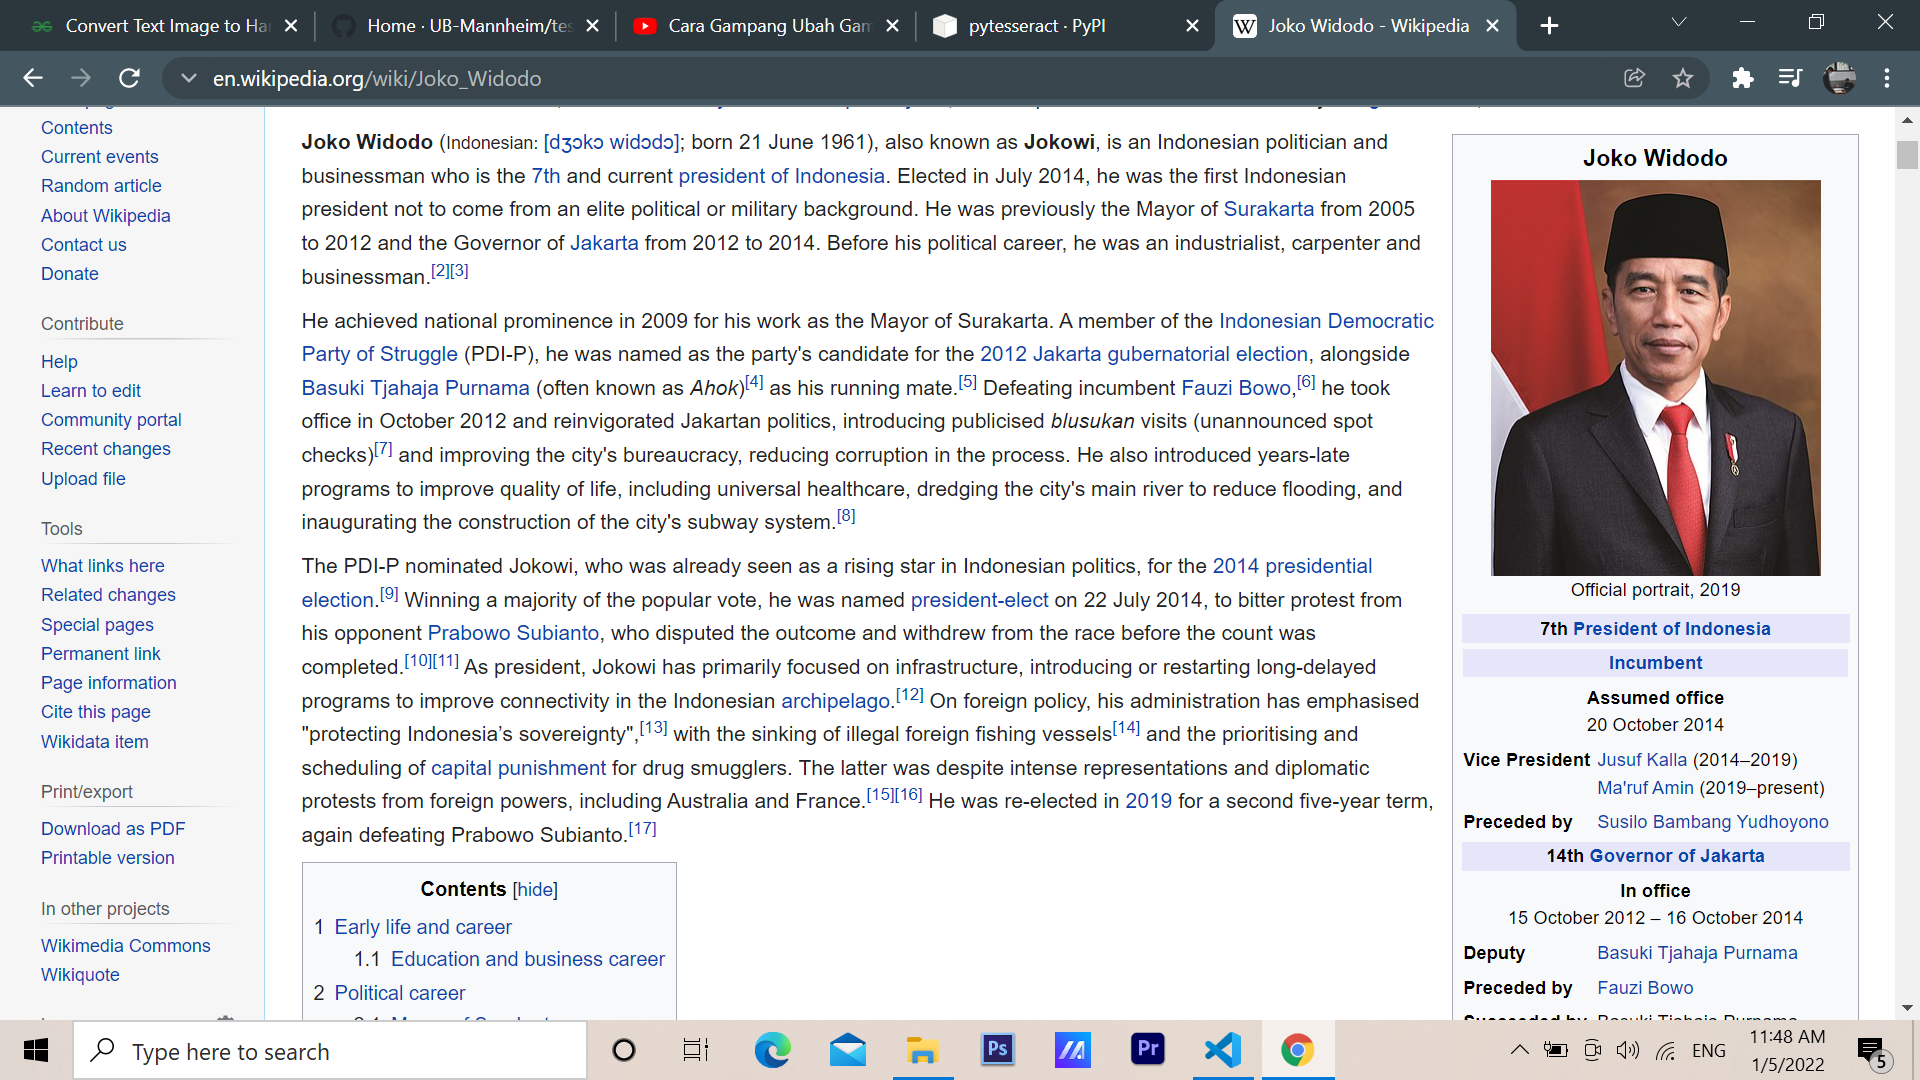 Convert Text Image to Ha
Home · UB-Mannheim/tes
Cara Gampang Ubah Gam
pytesseract · PyPI
Joko Widodo - Wikipedia
en.wikipedia.org/wiki/Joko_Widodo
Contents
Current events
Random article
About Wikipedia
Contact us
Donate
Contribute
Help
Learn to edit
Community portal
Recent changes
Upload file
Tools
What links here
Related changes
Special pages
Permanent link
Page information
Cite this page
Wikidata item
Print/export
Download as PDF
Printable version
In other projects
Wikimedia Commons
Wikiquote
Joko Widodo (Indonesian: [dʒɔkɔ widɔdɔ]; born 21 June 1961), also known as Jokowi, is an Indonesian politician and
businessman who is the 7th and current president of Indonesia. Elected in July 2014, he was the first Indonesian
president not to come from an elite political or military background. He was previously the Mayor of Surakarta from 2005
to 2012 and the Governor of Jakarta from 2012 to 2014. Before his political career, he was an industrialist, carpenter and
businessman.[2][3]
He achieved national prominence in 2009 for his work as the Mayor of Surakarta. A member of the Indonesian Democratic
Party of Struggle (PDI-P), he was named as the party's candidate for the 2012 Jakarta gubernatorial election, alongside
Basuki Tjahaja Purnama (often known as Ahok)[4] as his running mate.[5] Defeating incumbent Fauzi Bowo,[6] he took
office in October 2012 and reinvigorated Jakartan politics, introducing publicised blusukan visits (unannounced spot
checks)[7] and improving the city's bureaucracy, reducing corruption in the process. He also introduced years-late
programs to improve quality of life, including universal healthcare, dredging the city's main river to reduce flooding, and
inaugurating the construction of the city's subway system.[8]
The PDI-P nominated Jokowi, who was already seen as a rising star in Indonesian politics, for the 2014 presidential
election.[9] Winning a majority of the popular vote, he was named president-elect on 22 July 2014, to bitter protest from
his opponent Prabowo Subianto, who disputed the outcome and withdrew from the race before the count was
completed.[10][11] As president, Jokowi has primarily focused on infrastructure, introducing or restarting long-delayed
programs to improve connectivity in the Indonesian archipelago.[12] On foreign policy, his administration has emphasised
"protecting Indonesia’s sovereignty",[13] with the sinking of illegal foreign fishing vessels[14] and the prioritising and
scheduling of capital punishment for drug smugglers. The latter was despite intense representations and diplomatic
protests from foreign powers, including Australia and France.[15][16] He was re-elected in 2019 for a second five-year term,
again defeating Prabowo Subianto.[17]
Contents [hide]
1 Early life and career
1.1 Education and business career
2 Political career
Joko Widodo
Official portrait, 2019
7th President of Indonesia
Incumbent
Assumed office
20 October 2014
Vice President Jusuf Kalla (2014–2019)
Ma'ruf Amin (2019–present)
Preceded by Susilo Bambang Yudhoyono
14th Governor of Jakarta
In office
15 October 2012 – 16 October 2014
Deputy Basuki Tjahaja Purnama
Preceded by Fauzi Bowo
Type here to search
Ps
Pr
ENG
11:48 AM
1/5/2022
5